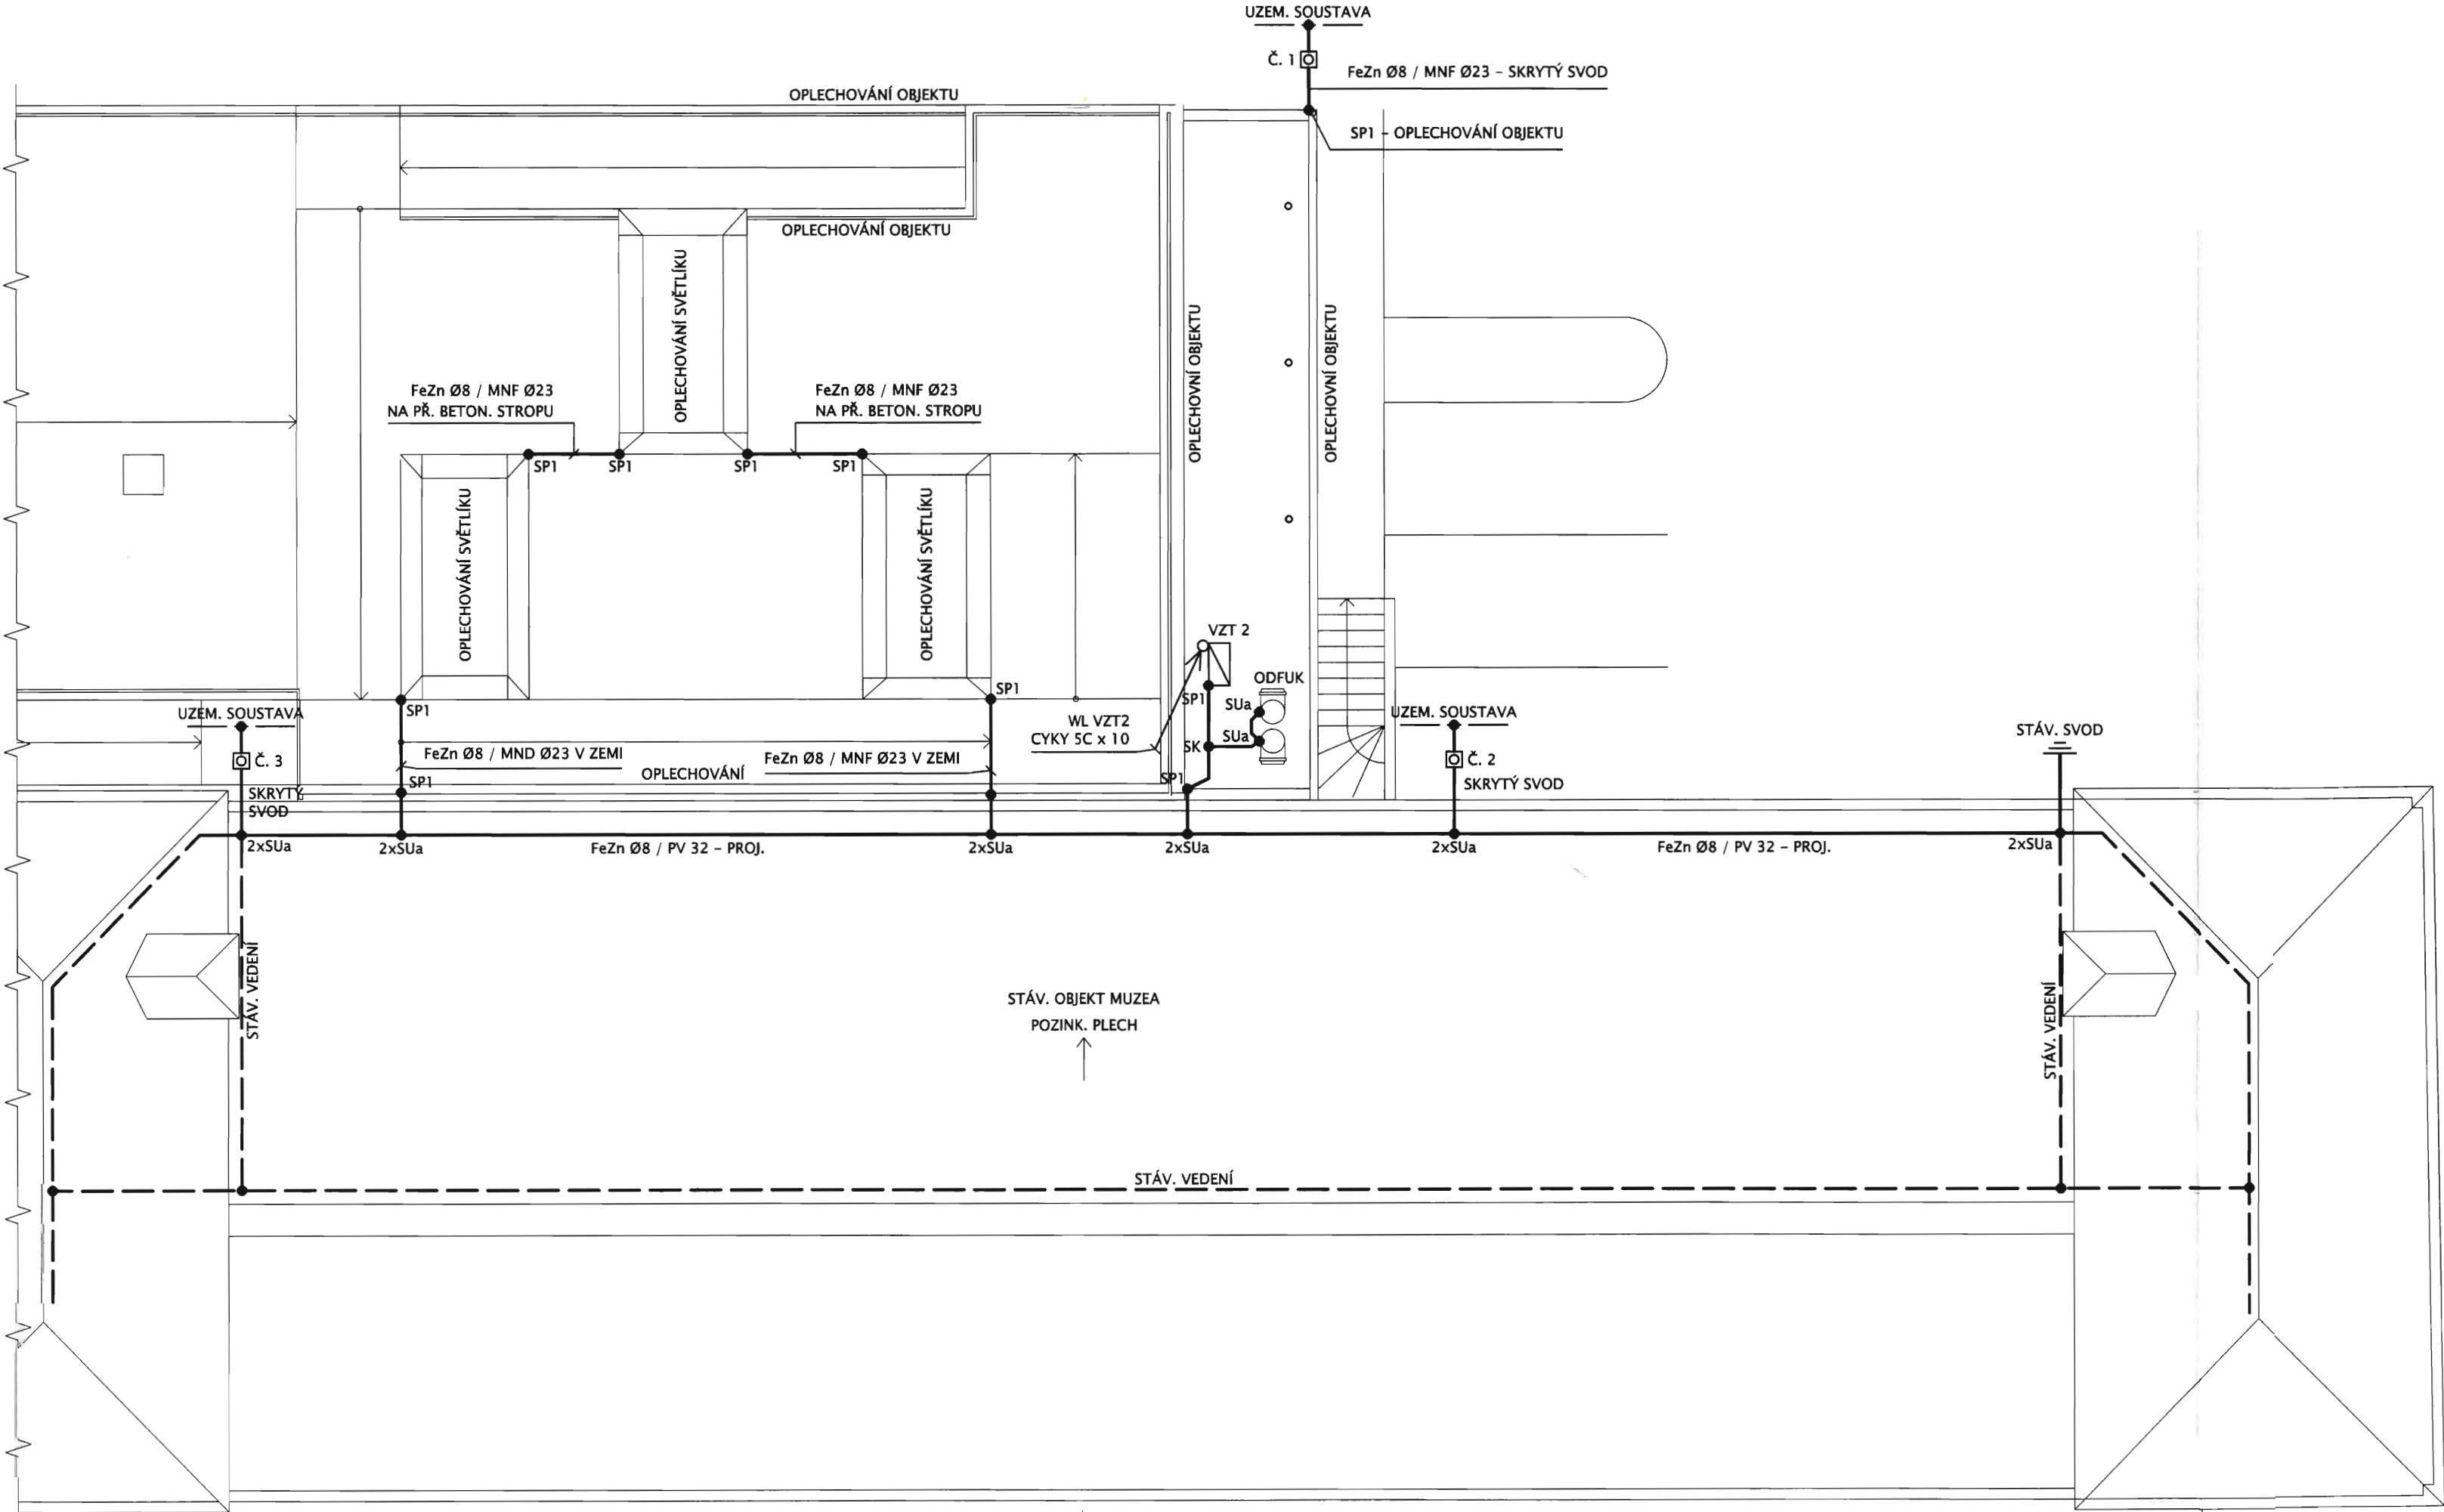 UZEM. SOUSTAVA
Č. 1
FeZn Ø8 / MNF Ø23 - SKRYTÝ SVOD
OPLECHOVÁNÍ OBJEKTU
SP1 - OPLECHOVÁNÍ OBJEKTU
OPLECHOVÁNÍ OBJEKTU
OPLECHOVÁNÍ SVĚTLÍKU
OPLECHOVNÍ OBJEKTU
OPLECHOVNÍ OBJEKTU
FeZn Ø8 / MNF Ø23
NA PŘ. BETON. STROPU
FeZn Ø8 / MNF Ø23
NA PŘ. BETON. STROPU
SP1
SP1
SP1
SP1
OPLECHOVÁNÍ SVĚTLÍKU
OPLECHOVÁNÍ SVĚTLÍKU
VZT 2
ODFUK
SP1
SP1
SP1
SUa
SUa
SK
SP1
WL VZT2
CYKY 5C x 10
UZEM. SOUSTAVA
Č. 3
SKRYTÝ
SVOD
FeZn Ø8 / MND Ø23 V ZEMI
FeZn Ø8 / MNF Ø23 V ZEMI
OPLECHOVÁNÍ
SP1
UZEM. SOUSTAVA
Č. 2
SKRYTÝ SVOD
STÁV. SVOD
2xSUa
2xSUa
FeZn Ø8 / PV 32 - PROJ.
2xSUa
2xSUa
2xSUa
FeZn Ø8 / PV 32 - PROJ.
2xSUa
STÁV. VEDENÍ
STÁV. VEDENÍ
STÁV. OBJEKT MUZEA
POZINK. PLECH
STÁV. VEDENÍ